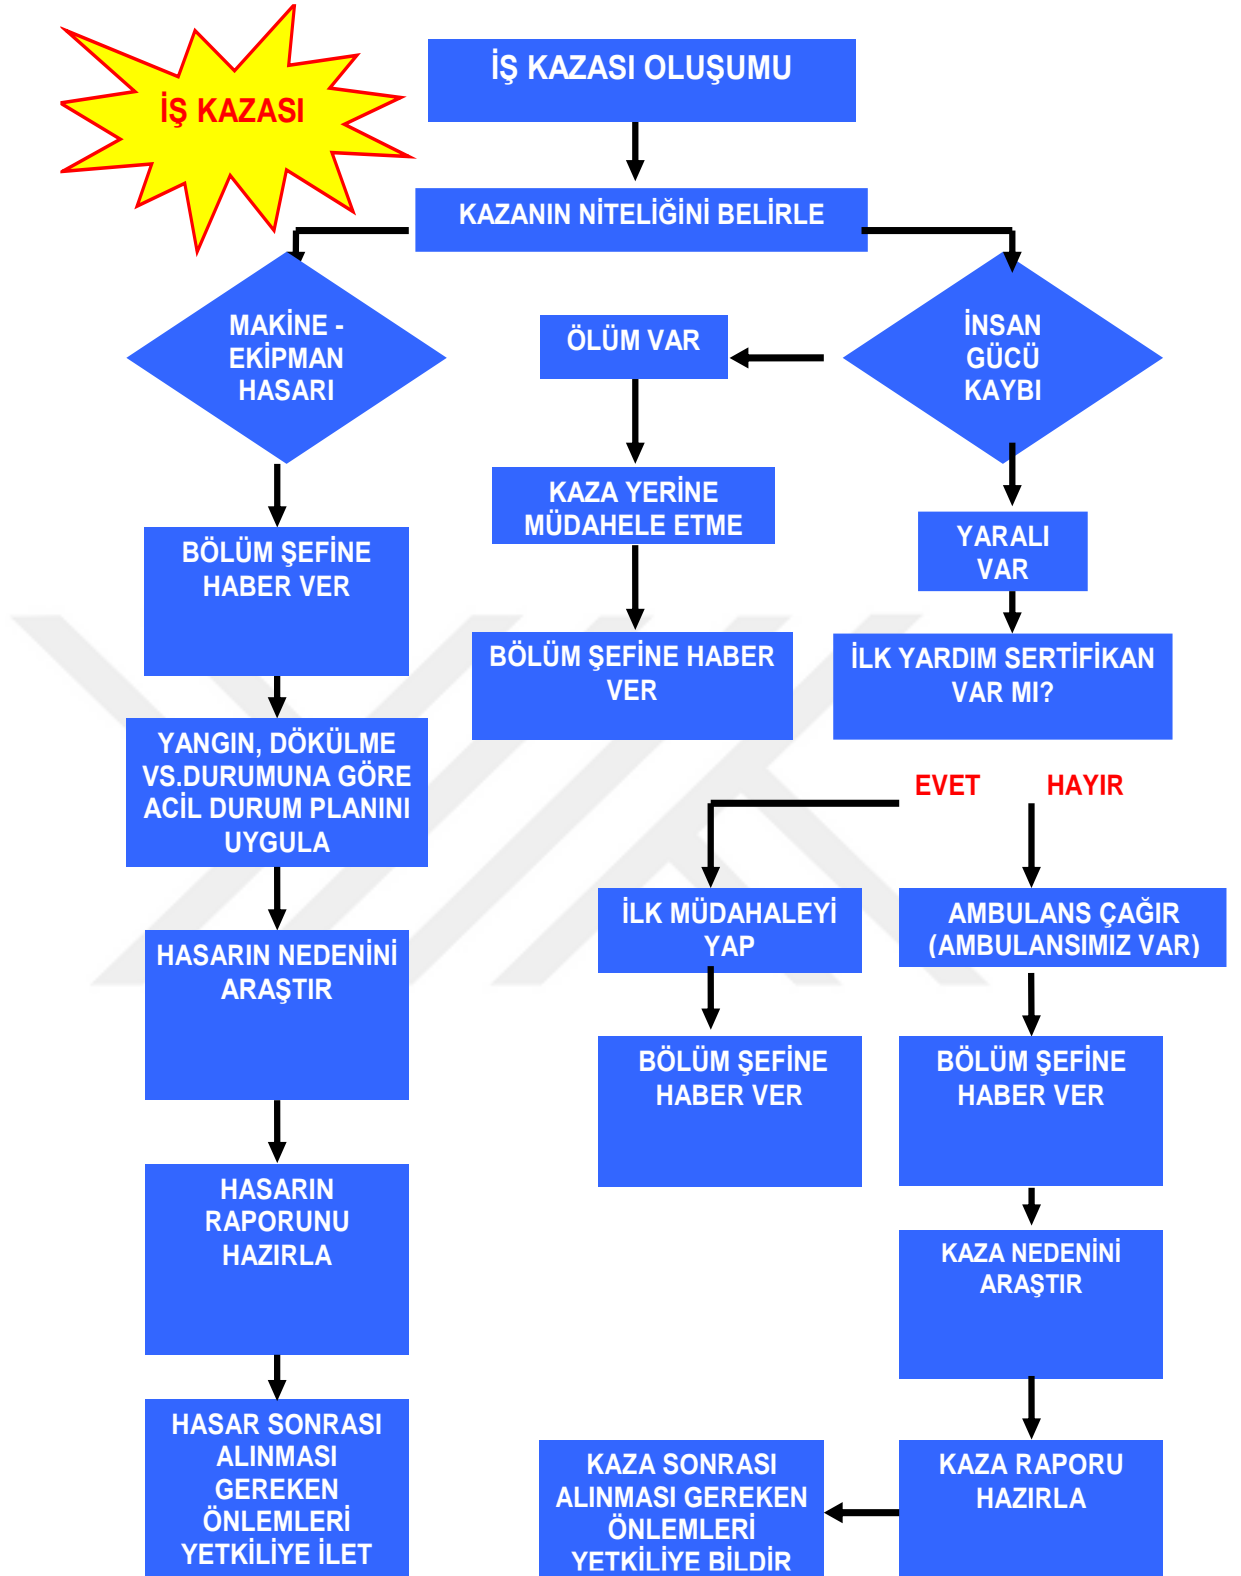 İŞ KAZASI
İŞ KAZASI OLUŞUMU
KAZANIN NİTELİĞİNİ BELİRLE
MAKİNE -
EKİPMAN
HASARI
ÖLÜM VAR
İNSAN
GÜCÜ
KAYBI
KAZA YERİNE
MÜDAHELE ETME
YARALI
VAR
BÖLÜM ŞEFİNE
HABER VER
BÖLÜM ŞEFİNE HABER
VER
İLK YARDIM SERTİFİKAN
VAR MI?
YANGIN, DÖKÜLME
VS.DURUMUNA GÖRE
ACİL DURUM PLANINI
UYGULA
EVET
HAYIR
İLK MÜDAHALEYİ
YAP
AMBULANS ÇAĞIR
(AMBULANSIMIZ VAR)
HASARIN NEDENİNİ
ARAŞTIR
BÖLÜM ŞEFİNE
HABER VER
BÖLÜM ŞEFİNE
HABER VER
HASARIN
RAPORUNU
HAZIRLA
KAZA NEDENİNİ
ARAŞTIR
HASAR SONRASI
ALINMASI
GEREKEN
ÖNLEMLERİ
YETKİLİYE İLET
KAZA SONRASI
ALINMASI GEREKEN
ÖNLEMLERİ
YETKİLİYE BİLDİR
KAZA RAPORU
HAZIRLA